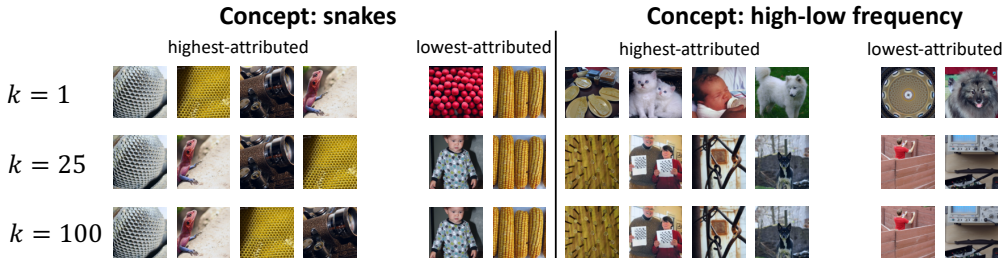 Concept: snakes
highest-attributed lowest-attributed
Concept: high-low frequency
highest-attributed lowest-attributed
k = 1
k = 25
k = 100